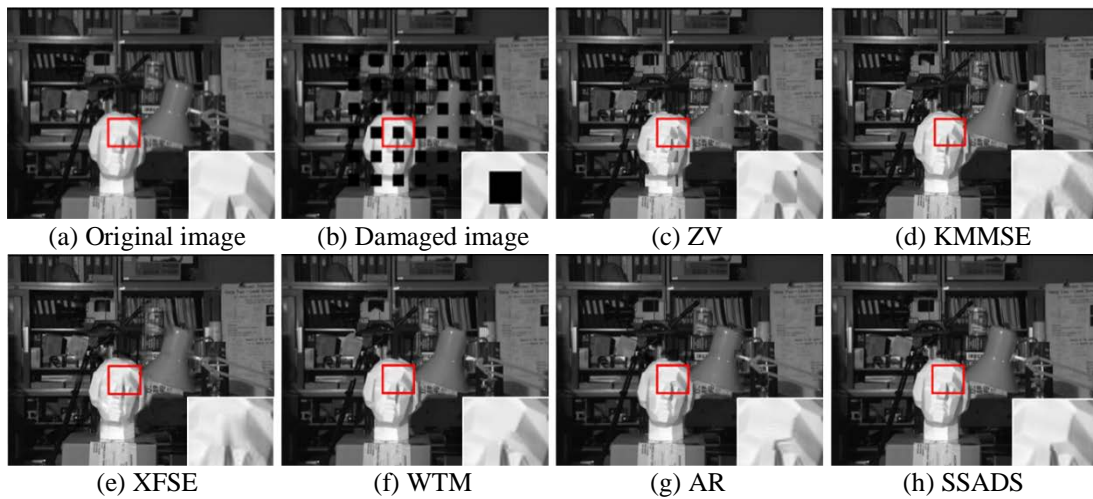 (a) Original image (b) Damaged image (c) ZV (d) KMMSE
(e) XFSE (f) WTM (g) AR (h) SSADS